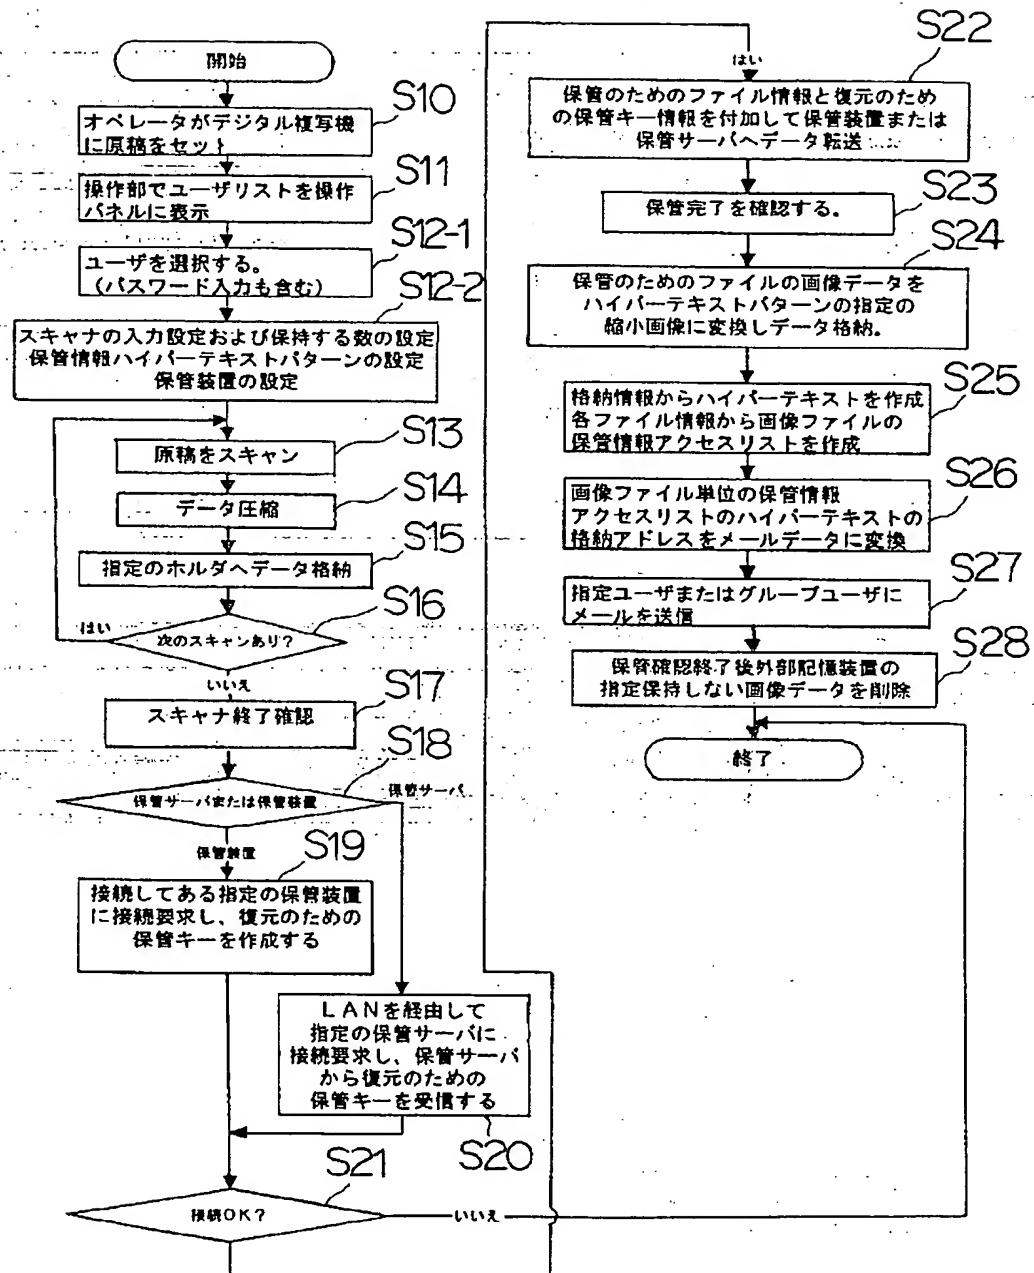 開始
S10
オペレータがデジタル複写機
に原稿をセット
S11
操作部でユーザリストを操作
パネルに表示
S12-1
ユーザを選択する。
(パスワード入力も含む)
S12-2
スキャナの入力設定および保持する数の設定
保管情報ハイパーテキストパターンの設定
保管装置の設定
S13
原稿をスキャン
S14
データ圧縮
S15
指定のホルダへデータ格納
S16
はい
次のスキャンあり?
いいえ
S17
スキャナ終了確認
S18
保管サーバまたは保管装置
保管サーバ
保管装置
S19
接続してある指定の保管装置
に接続要求し、復元のための
保管キーを作成する
LANを経由して
指定の保管サーバに
接続要求し、保管サーバ
から復元のための
保管キーを受信する
S20
S21
接続OK?
いいえ
はい
S22
保管のためのファイル情報と復元のため
の保管キー情報を付加して保管装置または
保管サーバへデータ転送
S23
保管完了を確認する。
S24
保管のためのファイルの画像データを
ハイパーテキストパターンの指定の
縮小画像に変換しデータ格納。
S25
格納情報からハイパーテキストを作成
各ファイル情報から画像ファイルの
保管情報アクセスリストを作成
S26
画像ファイル単位の保管情報
アクセスリストのハイパーテキストの
格納アドレスをメールデータに変換
S27
指定ユーザまたはグループユーザに
メールを送信
S28
保管確認終了後外部記憶装置の
指定保持しない画像データを削除
終了